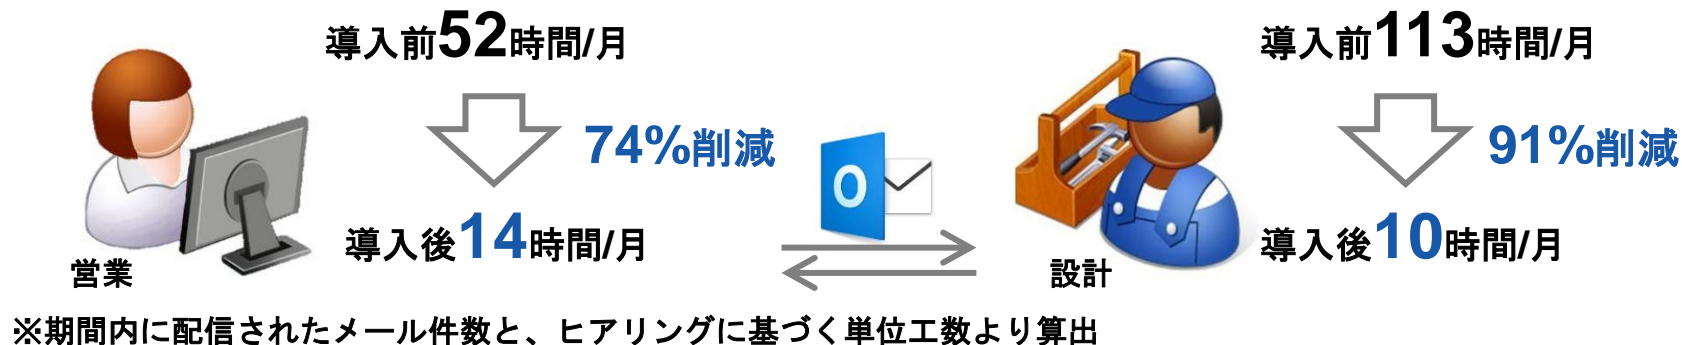 導入前52時間/月
74%削減
導入後14時間/月
営業
導入前113時間/月
91%削減
導入後10時間/月
設計
※期間内に配信されたメール件数と、ヒアリングに基づく単位工数より算出